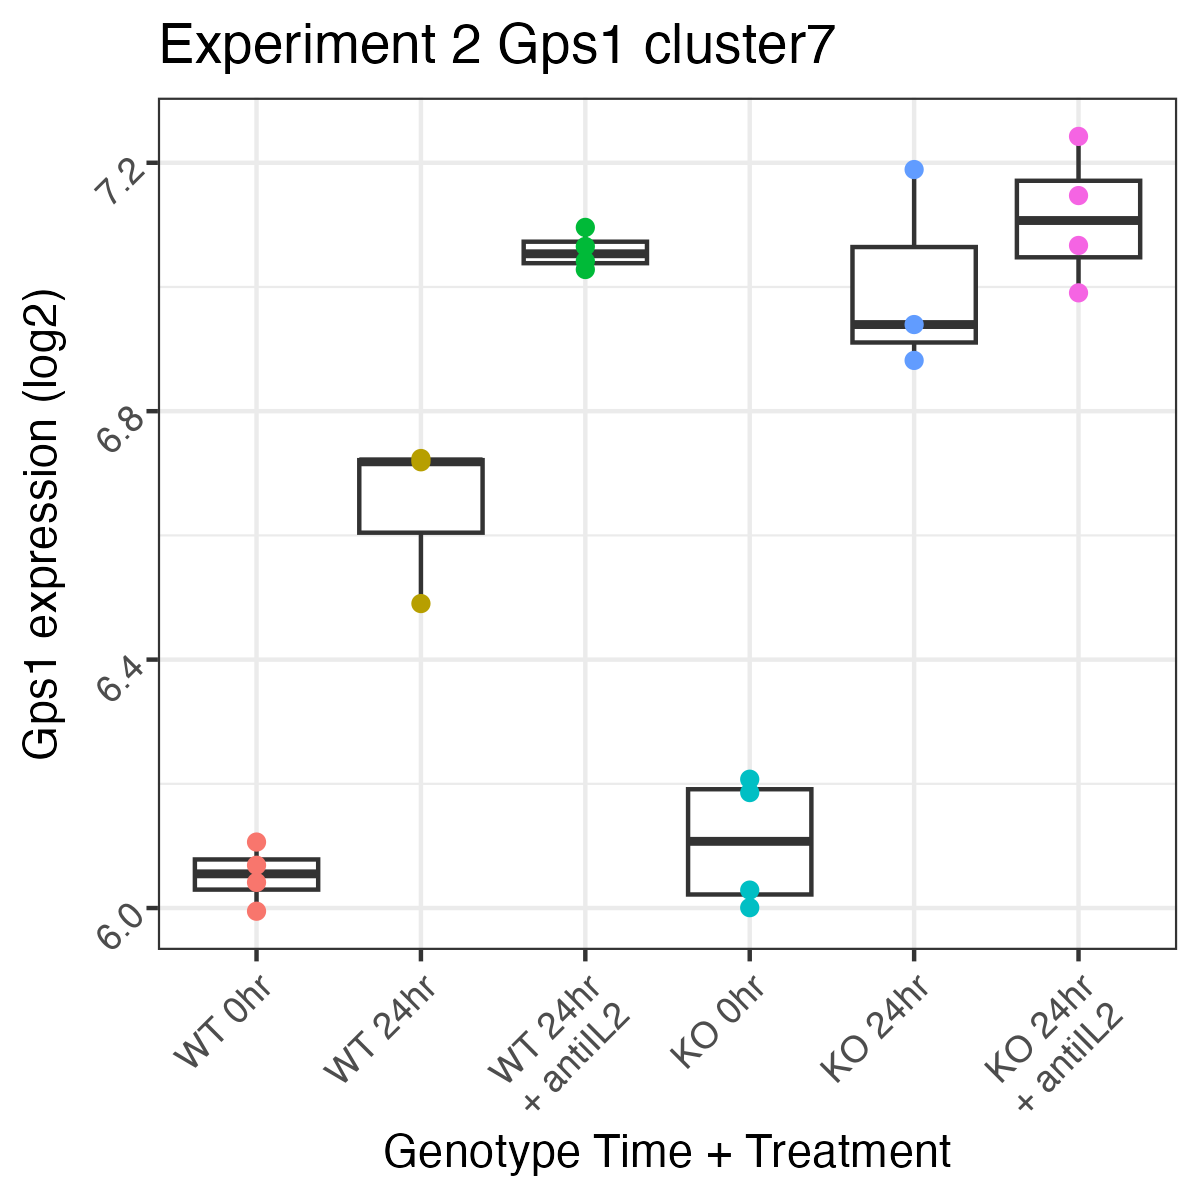 Experiment 2 Gps1 cluster7
Gps1 expression (log2)
7.2
6.8
6.4
6.0
WT 0hr
WT 24hr
WT 24hr
+ antiIL2
KO 0hr
KO 24hr
KO 24hr
+ antiIL2
Genotype Time + Treatment